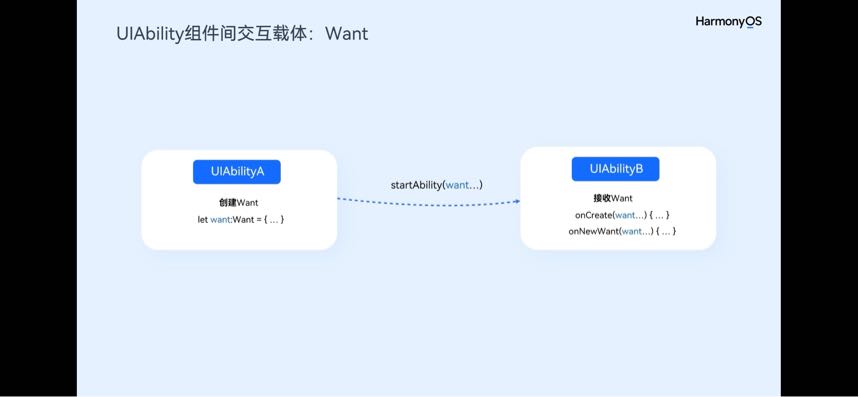 HarmonyOS
UIAbility组件间交互载体：Want
UIAbilityA
创建Want
let want:Want = { ... }
startAbility(want...)
UIAbilityB
接收Want
onCreate(want...) { ... }
onNewWant(want...) { ... }